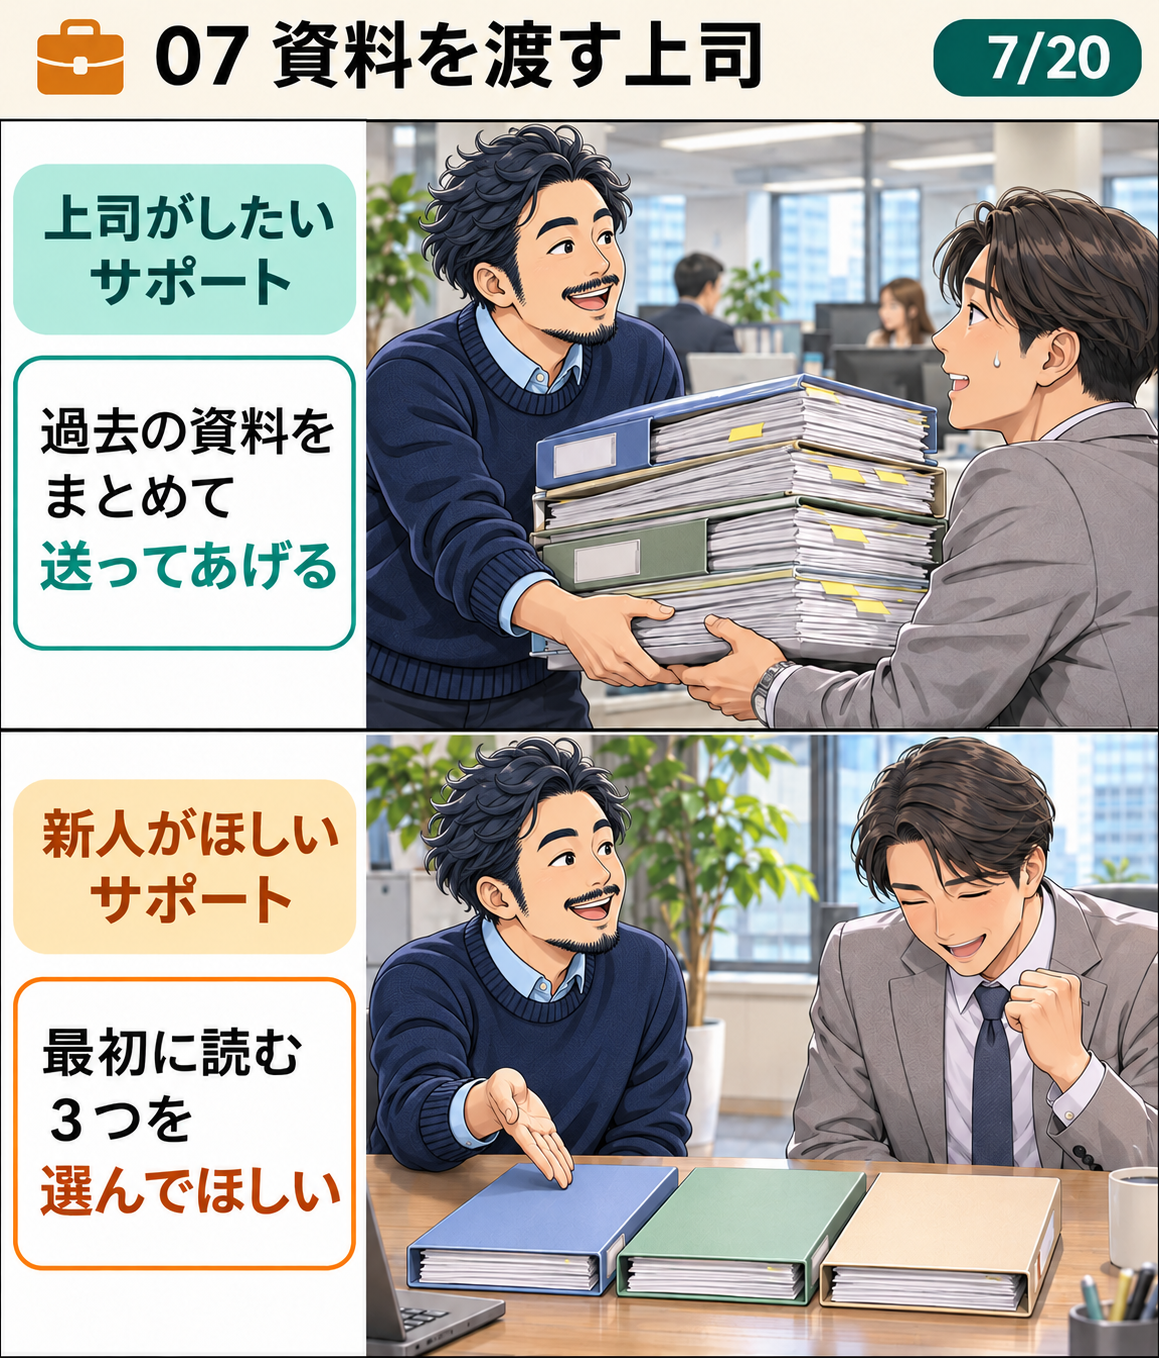 07 資料を渡す上司
7/20
上司がしたい
サポート
過去の資料を
まとめて
送ってあげる
新人がほしい
サポート
最初に読む
3つを
選んでほしい